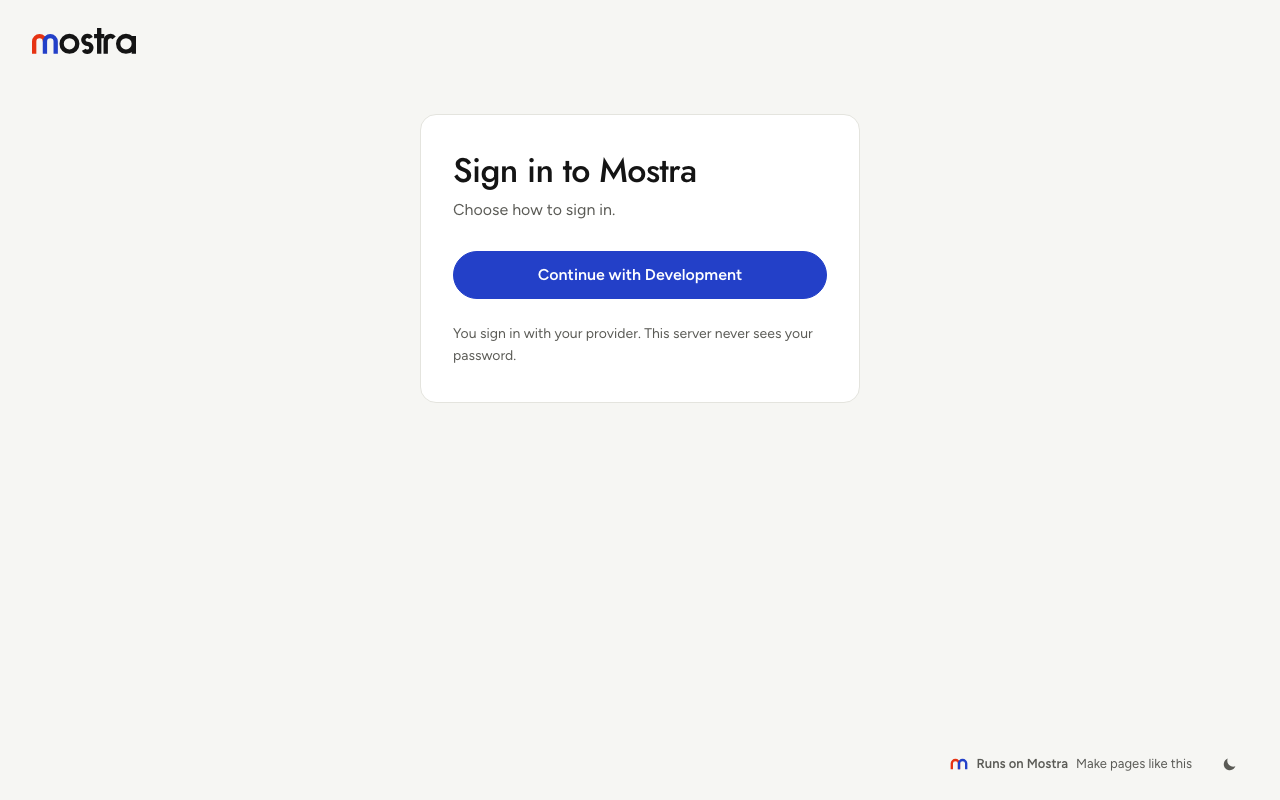 mostra
Sign in to Mostra
Choose how to sign in.
Continue with Development
You sign in with your provider. This server never sees your
password.
m Runs on Mostra Make pages like this